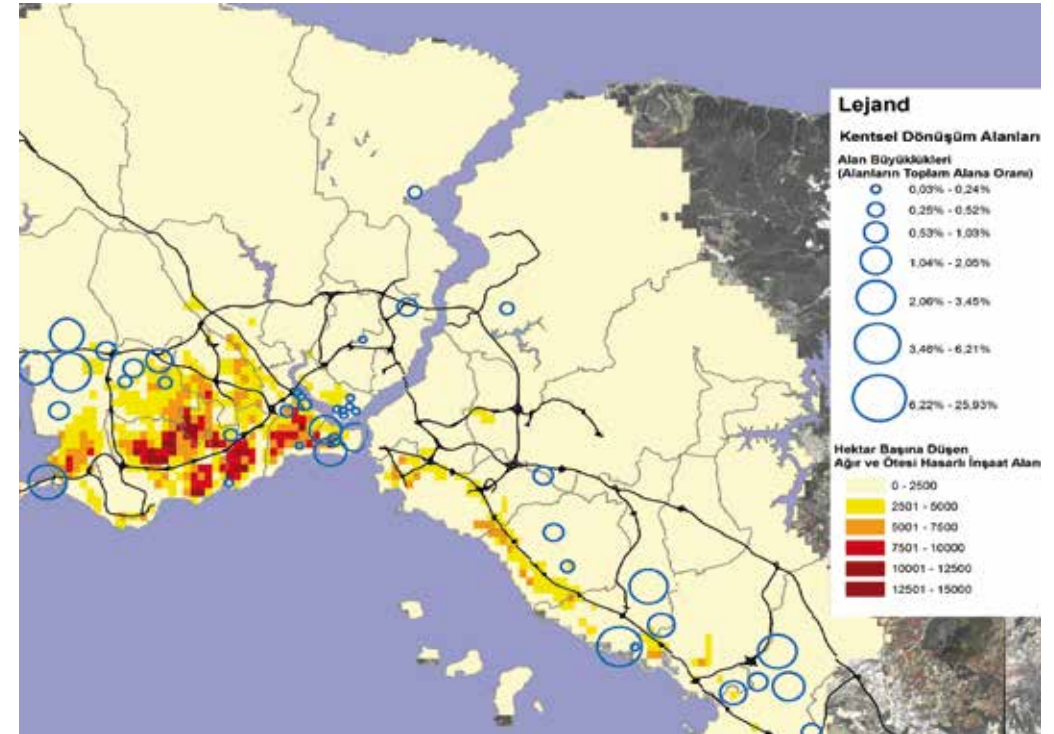 Lejand
Kentsel Dönüşüm Alanları
Alan Büyüklükleri
(Alanların Toplam Alana Oranı)
0,03% - 0,24%
0,25% - 0,52%
0,53% - 1,03%
1,04% - 2,05%
2,06% - 3,45%
3,46% - 6,21%
6,22% - 25,93%
Hektar Başına Düşen
Ağır ve Ötesi Hasarlı İnşaat Alan
0 - 2500
2501 - 5000
5001 - 7500
7501 - 10000
10001 - 12500
12501 - 15000